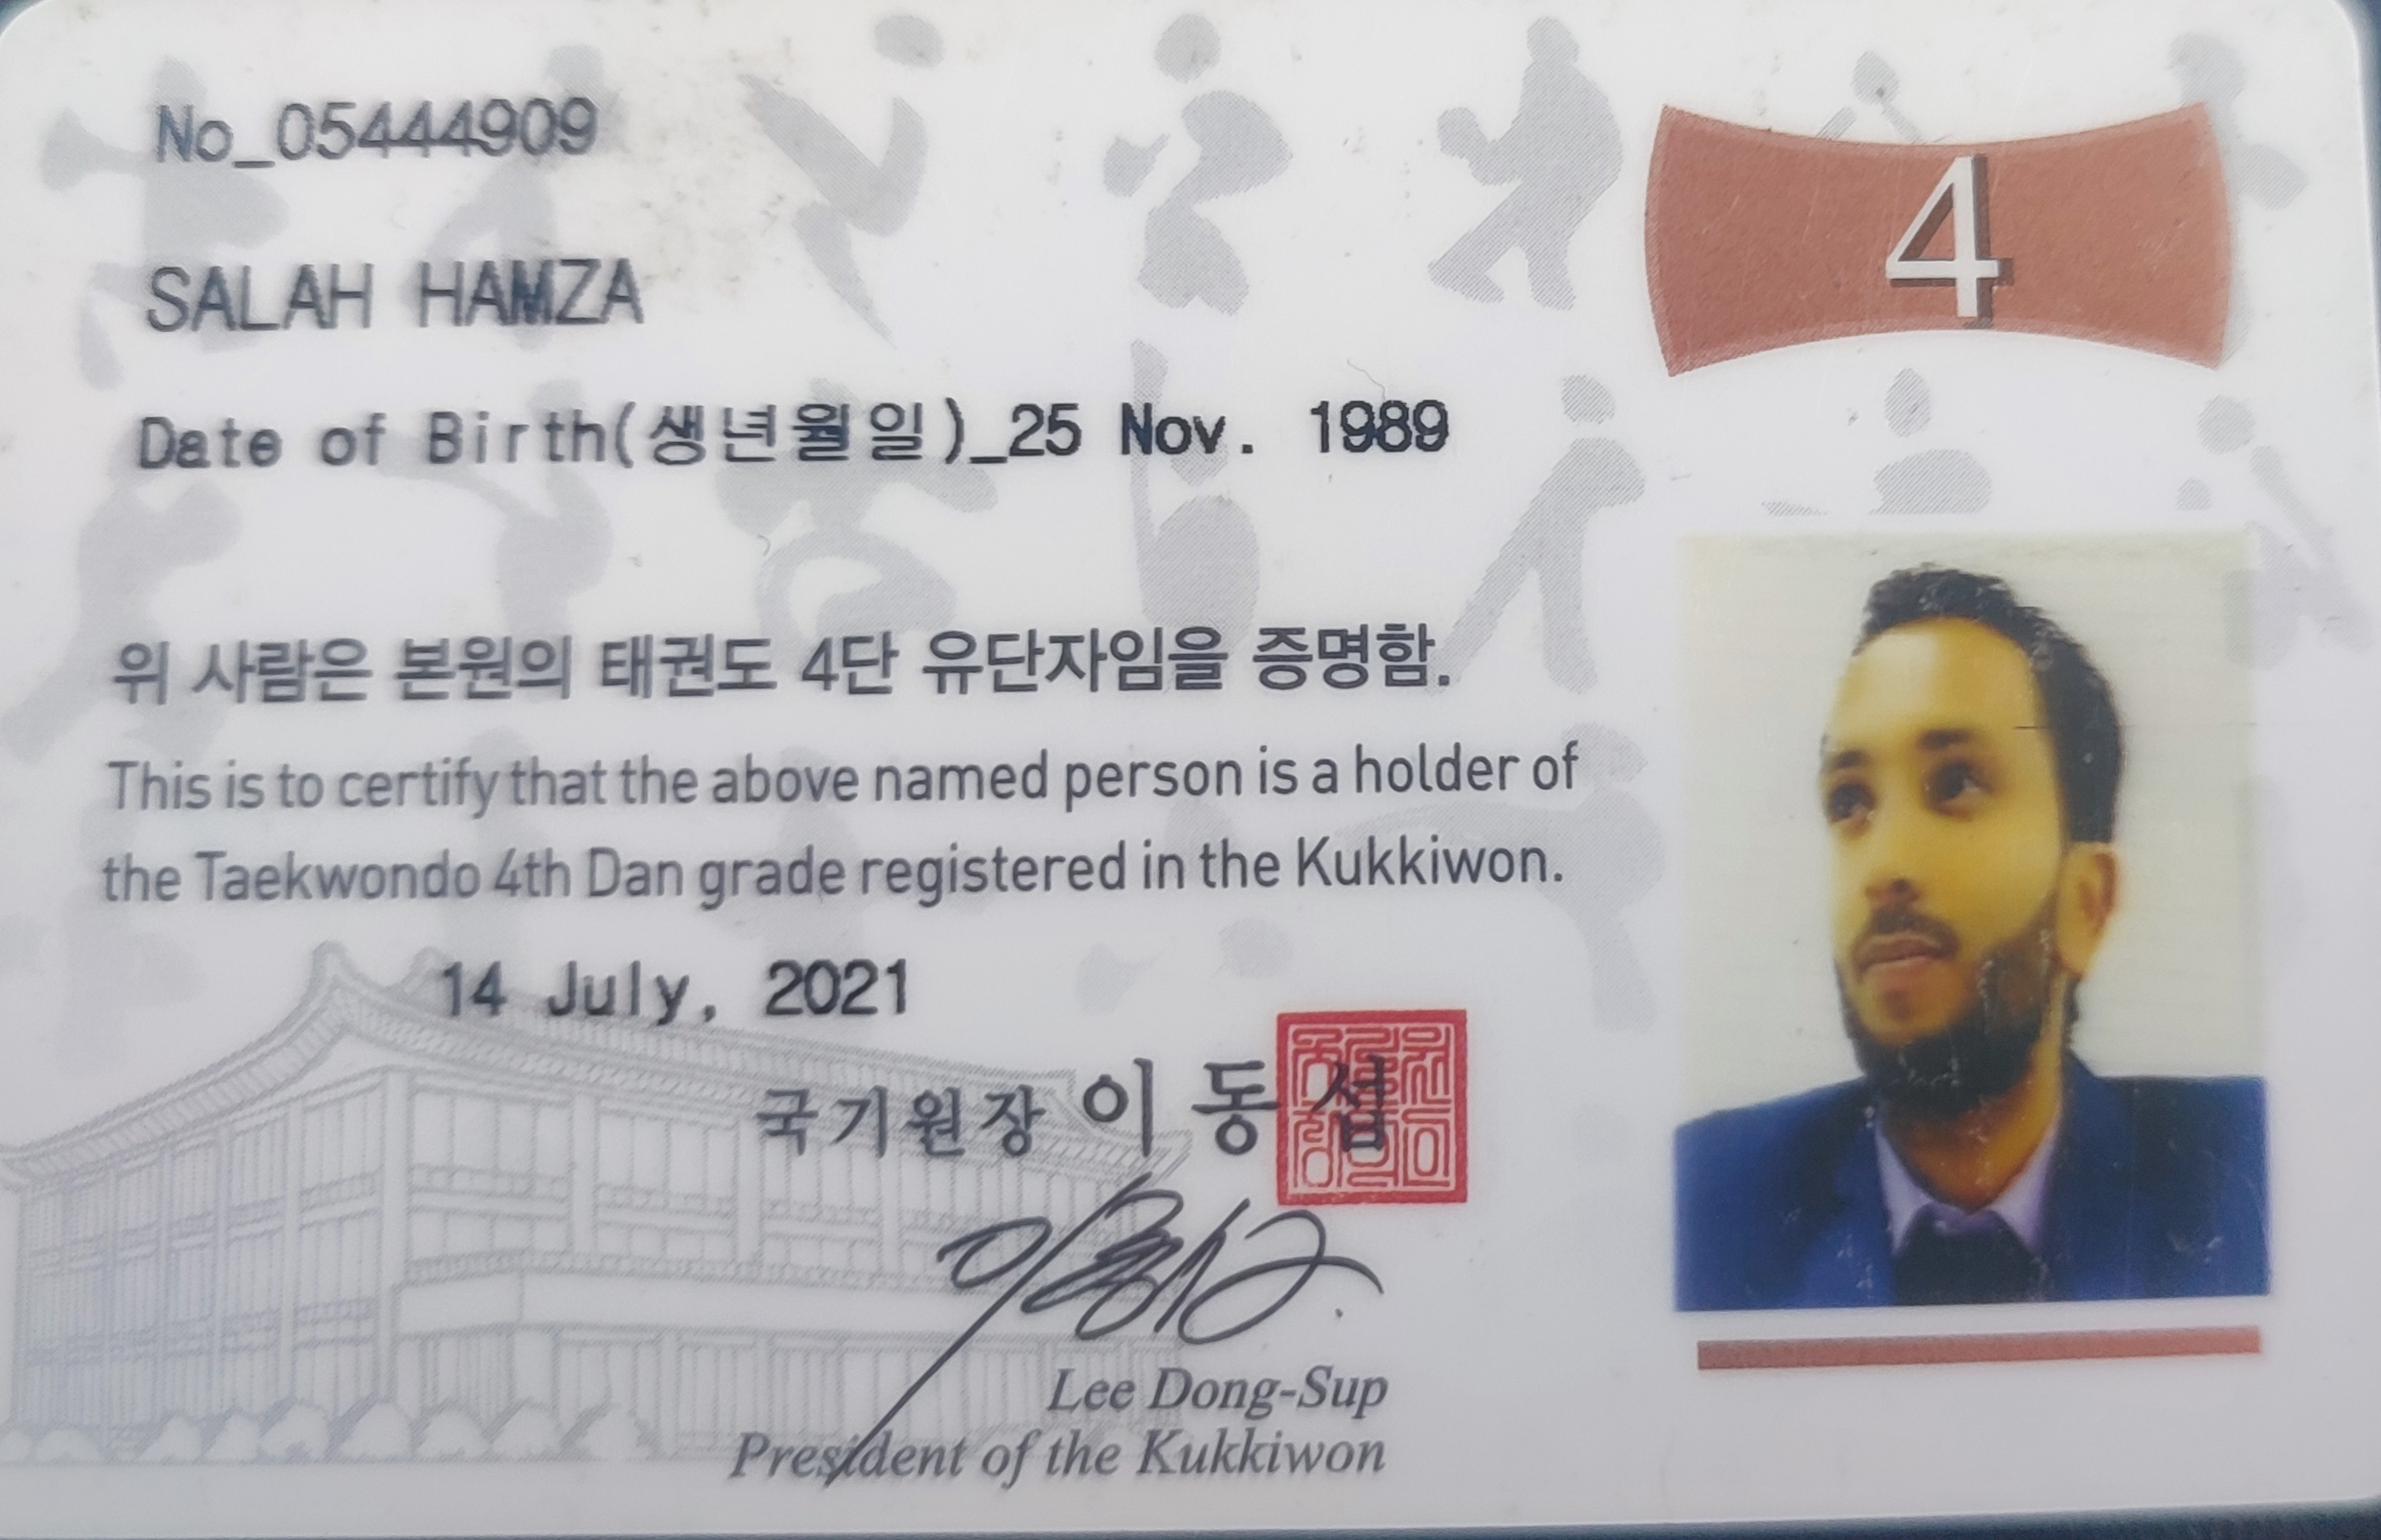 No_05444909
4
SALAH HAMZA
Date of Birth(생년월일)_25 Nov. 1989
위 사람은 본원의 태권도 4단 유단자임을 증명함.
This is to certify that the above named person is a holder of
the Taekwondo 4th Dan grade registered in the Kukkiwon.
14 July, 2021
국기원장 이동섭
Lee Dong-Sup
President of the Kukkiwon